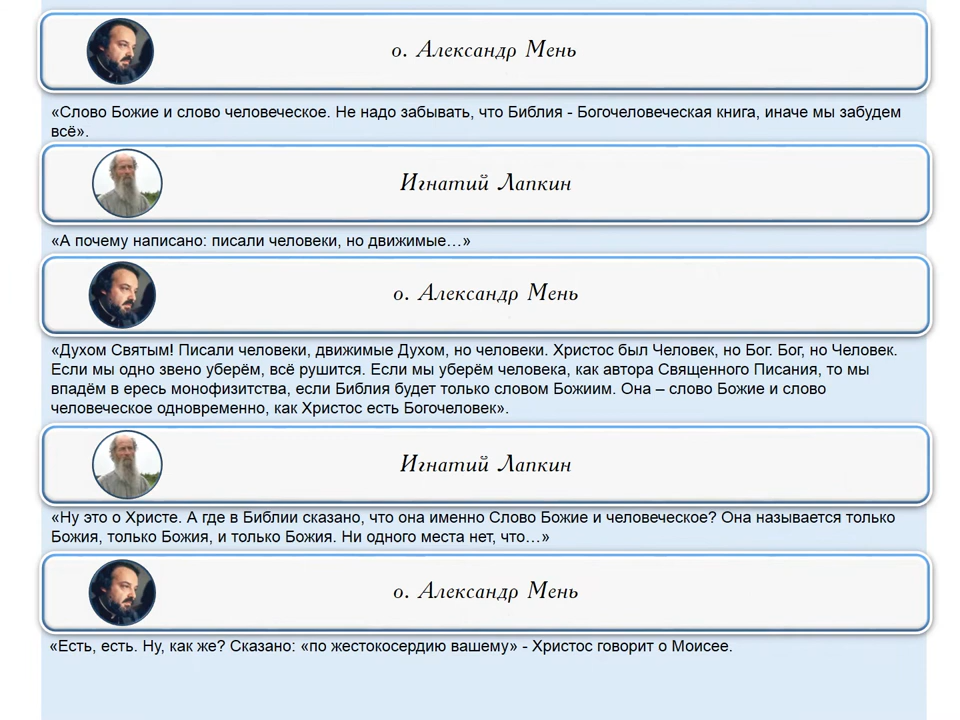 о. Александр Мень
«Слово Божие и слово человеческое. Не надо забывать, что Библия - Богочеловеческая книга, иначе мы забудем
всё».
Игнатий Лапкин
«А почему написано: писали человеки, но движимые…»
о. Александр Мень
«Духом Святым! Писали человеки, движимые Духом, но человеки. Христос был Человек, но Бог. Бог, но Человек.
Если мы одно звено уберём, всё рушится. Если мы уберём человека, как автора Священного Писания, то мы
впадём в ересь монофизитства, если Библия будет только словом Божиим. Она – слово Божие и слово
человеческое одновременно, как Христос есть Богочеловек».
Игнатий Лапкин
«Ну это о Христе. А где в Библии сказано, что она именно Слово Божие и человеческое? Она называется только
Божия, только Божия, и только Божия. Ни одного места нет, что…»
о. Александр Мень
«Есть, есть. Ну, как же? Сказано: «по жестокосердию вашему» - Христос говорит о Моисее.